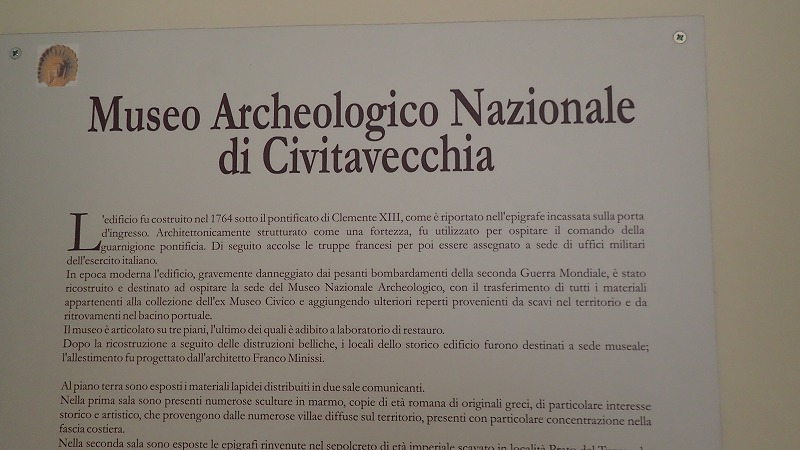 Museo Archeologico Nazionale
di Civitavecchia
L'edificio fu costruito nel 1764 sotto il pontificato di Clemente XIII, come è riportato nell'epigrafe incassata sulla porta
d'ingresso. Architettonicamente strutturato come una fortezza, fu utilizzato per ospitare il comando della
guarnigione pontificia. Di seguito accolse le truppe francesi per poi essere assegnato a sede di uffici militari
dell'esercito italiano.
In epoca moderna l'edificio, gravemente danneggiato dai pesanti bombardamenti della seconda Guerra Mondiale, è stato
ricostruito e destinato ad ospitare la sede del Museo Nazionale Archeologico, con il trasferimento di tutti i materiali
appartenenti alla collezione dell'ex Museo Civico e aggiungendo ulteriori reperti provenienti da scavi nel territorio e da
ritrovamenti nel bacino portuale.
Il museo è articolato su tre piani, l'ultimo dei quali è adibito a laboratorio di restauro.
Dopo la ricostruzione a seguito delle distruzioni belliche, i locali dello storico edificio furono destinati a sede museale;
l'allestimento fu progettato dall'architetto Franco Minissi.
Al piano terra sono esposti i materiali lapidei distribuiti in due sale comunicanti.
Nella prima sala sono presenti numerose sculture in marmo, copie di età romana di originali greci, di particolare interesse
storico e artistico, che provengono dalle numerose villae diffuse sul territorio, presenti con particolare concentrazione nella
fascia costiera.
Nella seconda sala sono esposte le epigrafi rinvenute nel sepolcreto di età imperiale scavato in località Prato del